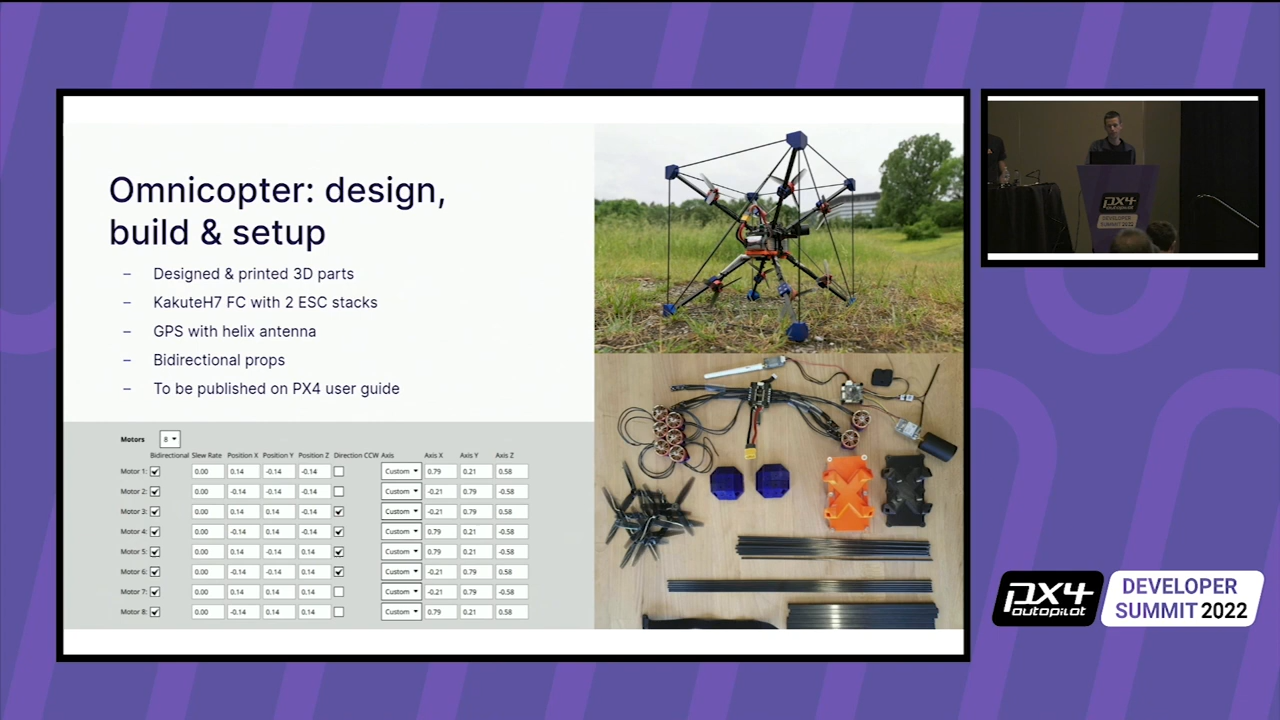 Omnicopter: design,
build & setup
– Designed & printed 3D parts
– KakuteH7 FC with 2 ESC stacks
– GPS with helix antenna
– Bidirectional props
– To be published on PX4 user guide
Motors 8
Bidirectional Slew Rate Position X Position Y Position Z Direction CCW Axis Axis X Axis Y Axis Z
Motor 1: 0.00 0.14 -0.14 -0.14 Custom 0.79 0.21 0.58
Motor 2: 0.00 -0.14 -0.14 -0.14 Custom -0.21 0.79 -0.58
Motor 3: 0.00 0.14 0.14 -0.14 Custom -0.21 0.79 0.58
Motor 4: 0.00 -0.14 0.14 -0.14 Custom 0.79 0.21 -0.58
Motor 5: 0.00 0.14 -0.14 0.14 Custom 0.79 0.21 -0.58
Motor 6: 0.00 -0.14 -0.14 0.14 Custom -0.21 0.79 0.58
Motor 7: 0.00 0.14 0.14 0.14 Custom -0.21 0.79 -0.58
Motor 8: 0.00 -0.14 0.14 0.14 Custom 0.79 0.21 0.58
PX4
autopilot
DEVELOPER
SUMMIT 2022
PX4
autopilot
DEVELOPER
SUMMIT 2022